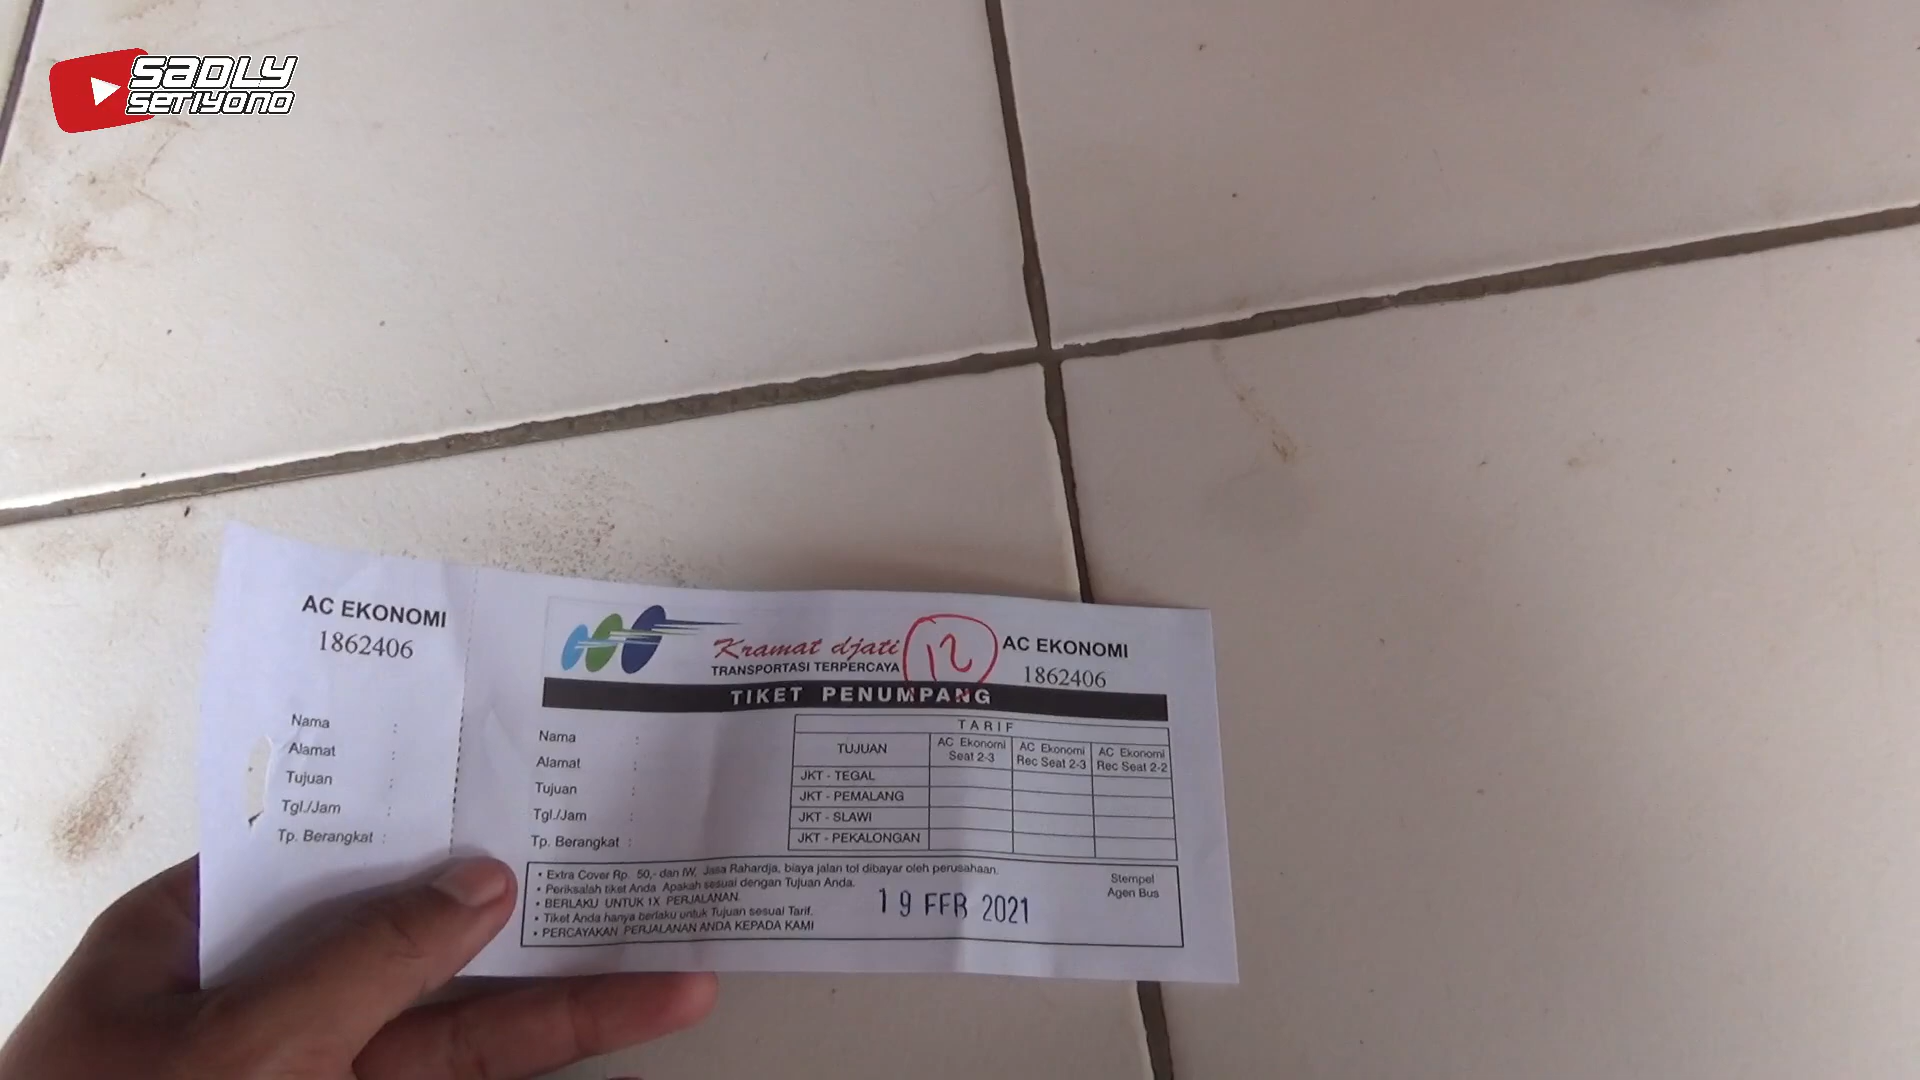 SADLY
SETIYONO
AC EKONOMI
1862406
Nama :
Alamat :
Tujuan :
Tgl./Jam :
Tp. Berangkat :
Kramat djati
TRANSPORTASI TERPERCAYA
12
AC EKONOMI
1862406
TIKET PENUMPANG
Nama :
Alamat :
Tujuan :
Tgl./Jam :
Tp. Berangkat :
TARIF
TUJUAN
AC Ekonomi
Seat 2-3
AC Ekonomi
Rec Seat 2-3
AC Ekonomi
Rec Seat 2-2
JKT - TEGAL
JKT - PEMALANG
JKT - SLAWI
JKT - PEKALONGAN
• Extra Cover Rp. 50,- dan IW. Jasa Rahardja, biaya jalan tol dibayar oleh perusahaan.
• Periksalah tiket Anda Apakah sesuai dengan Tujuan Anda.
• BERLAKU UNTUK 1X PERJALANAN.
• Tiket Anda hanya berlaku untuk Tujuan sesuai Tarif.
• PERCAYAKAN PERJALANAN ANDA KEPADA KAMI
19 FEB 2021
Stempel
Agen Bus